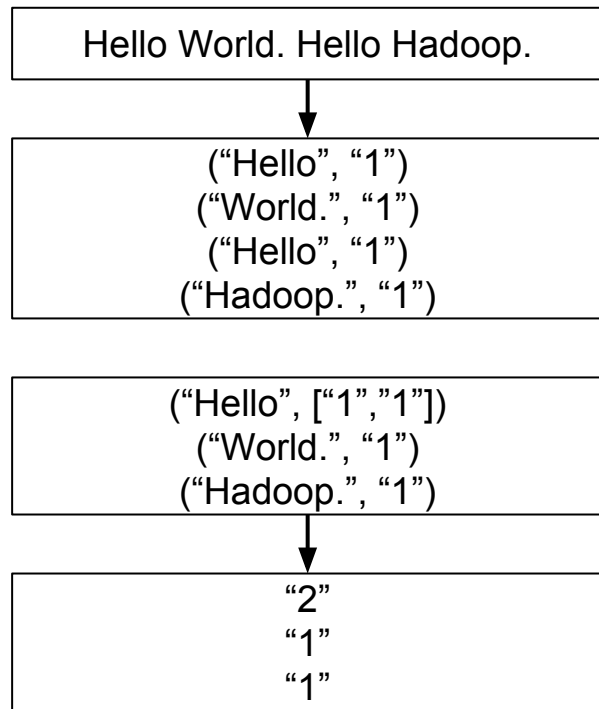 Hello World. Hello Hadoop.
(“Hello”, “1”)
(“World.”, “1”)
(“Hello”, “1”)
(“Hadoop.”, “1”)
(“Hello”, [“1”,“1”])
(“World.”, “1”)
(“Hadoop.”, “1”)
“2”
“1”
“1”